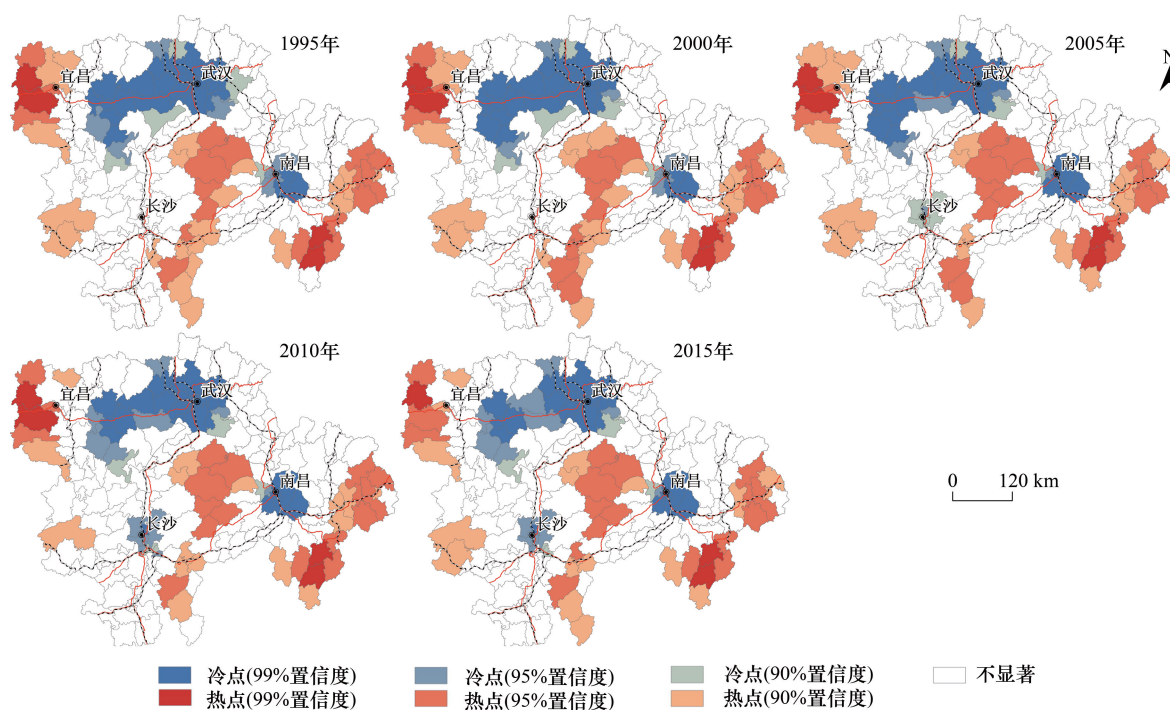 1995年
宜昌
武汉
南昌
长沙
2000年
宜昌
武汉
南昌
长沙
2005年
宜昌
武汉
南昌
长沙
N
2010年
宜昌
武汉
南昌
长沙
2015年
宜昌
武汉
南昌
长沙
0 120 km
冷点(99%置信度) 冷点(95%置信度) 冷点(90%置信度) 不显著
热点(99%置信度) 热点(95%置信度) 热点(90%置信度)